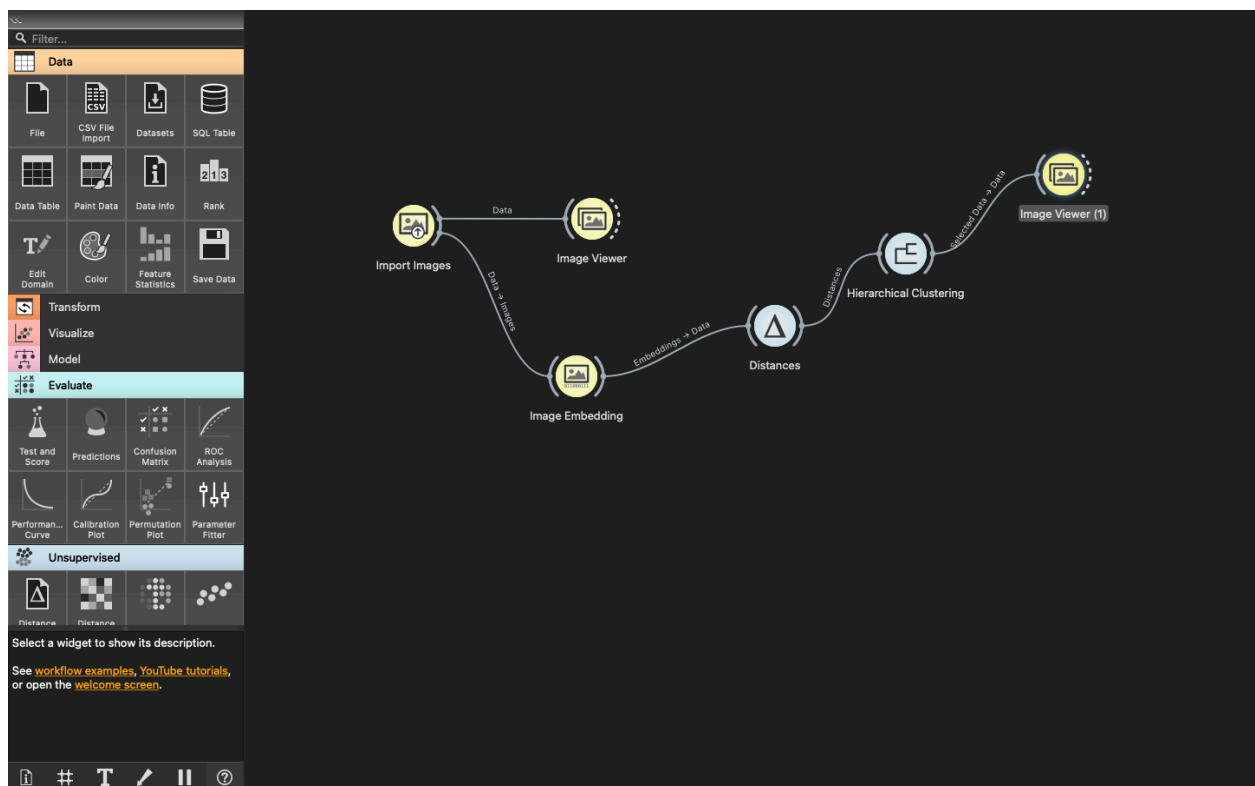 Filter...
Data
File
CSV File
Import
Datasets
SQL Table
Data Table
Paint Data
Data Info
Rank
Edit
Domain
Color
Feature
Statistics
Save Data
Transform
Visualize
Model
Evaluate
Test and
Score
Predictions
Confusion
Matrix
ROC
Analysis
Performan...
Curve
Calibration
Plot
Permutation
Plot
Parameter
Fitter
Unsupervised
Distance
Distance
Select a widget to show its description.
See workflow examples, YouTube tutorials,
or open the welcome screen.
Import Images
Data
Image Viewer
Data → Images
Image Embedding
Embeddings → Data
Distances
Distances
Hierarchical Clustering
Selected Data → Data
Image Viewer (1)